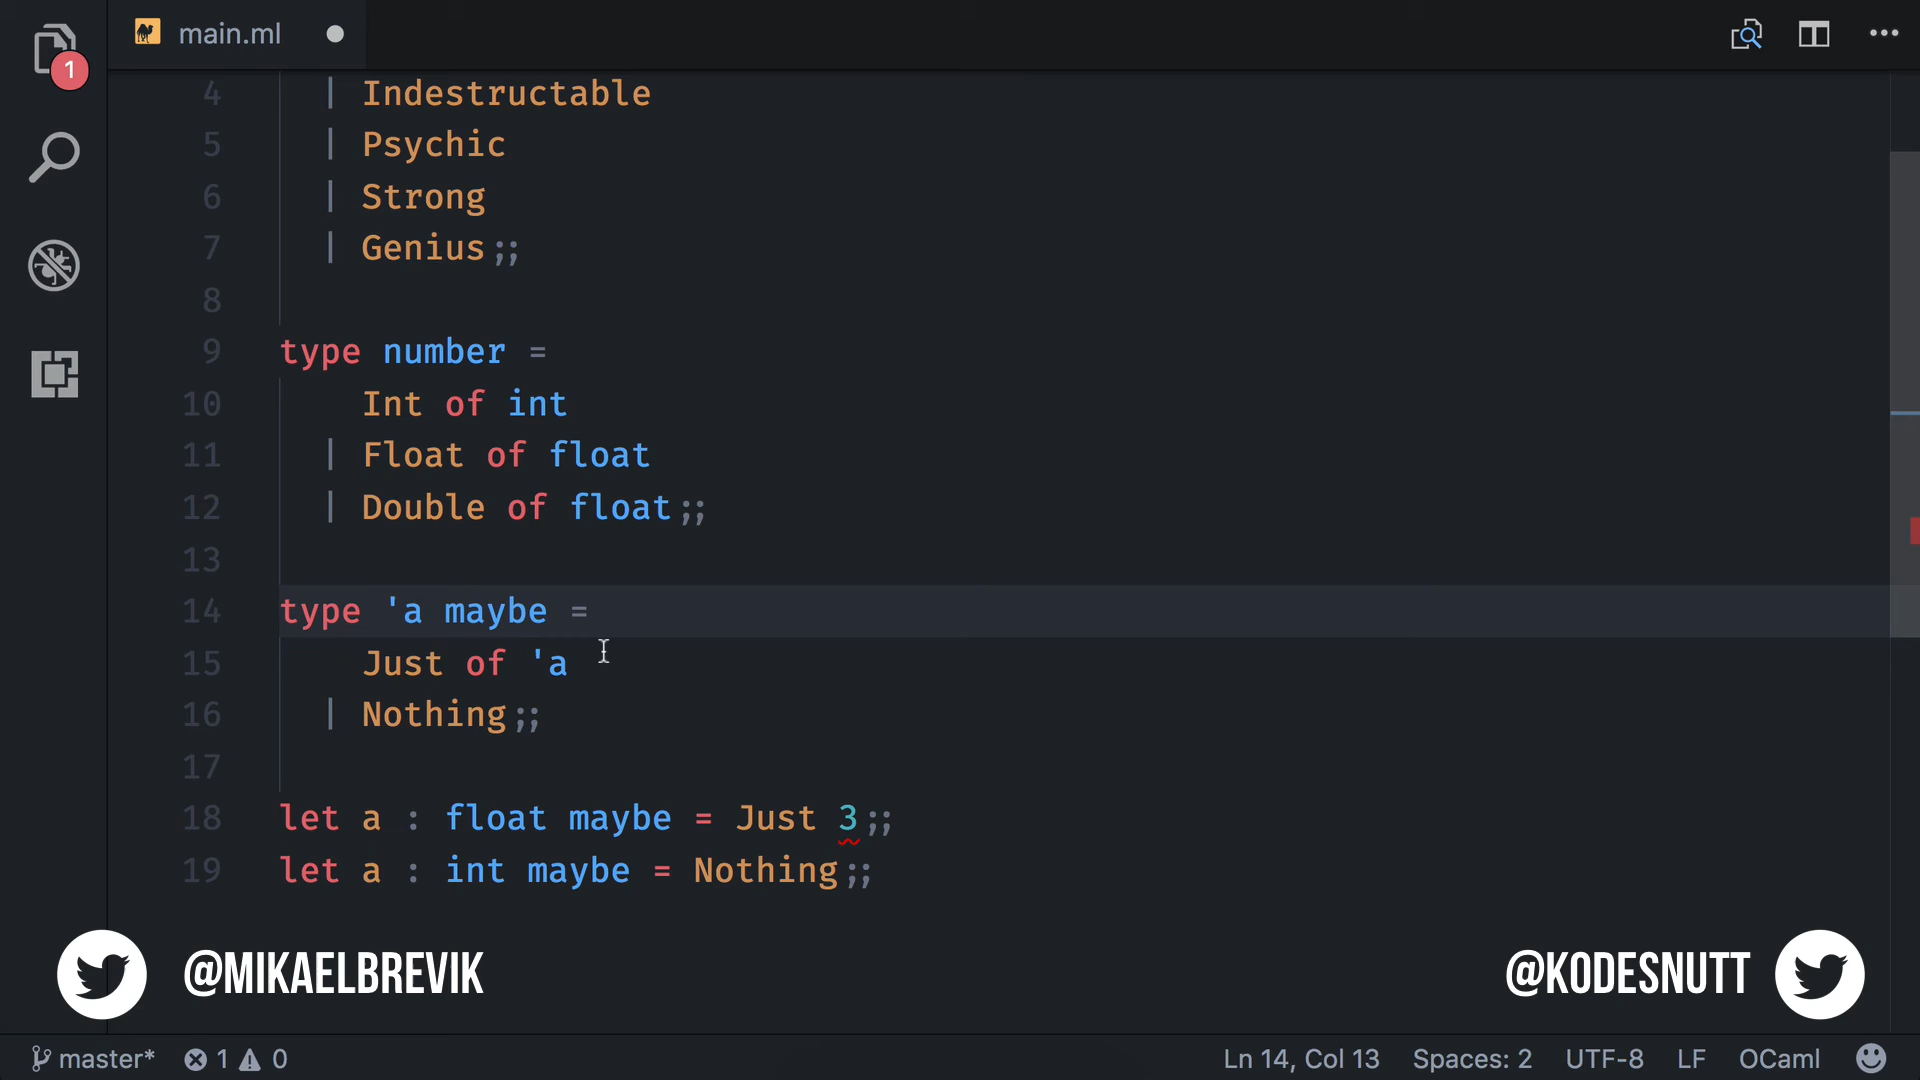 main.ml
1
4 | Indestructable
5 | Psychic
6 | Strong
7 | Genius;;
8
9 type number =
10 Int of int
11 | Float of float
12 | Double of float;;
13
14 type 'a maybe =
15 Just of 'a
16 | Nothing;;
17
18 let a : float maybe = Just 3;;
19 let a : int maybe = Nothing;;
@MIKAELBREVIK
@KODESNUTT
master* 1 0 Ln 14, Col 13 Spaces: 2 UTF-8 LF OCaml